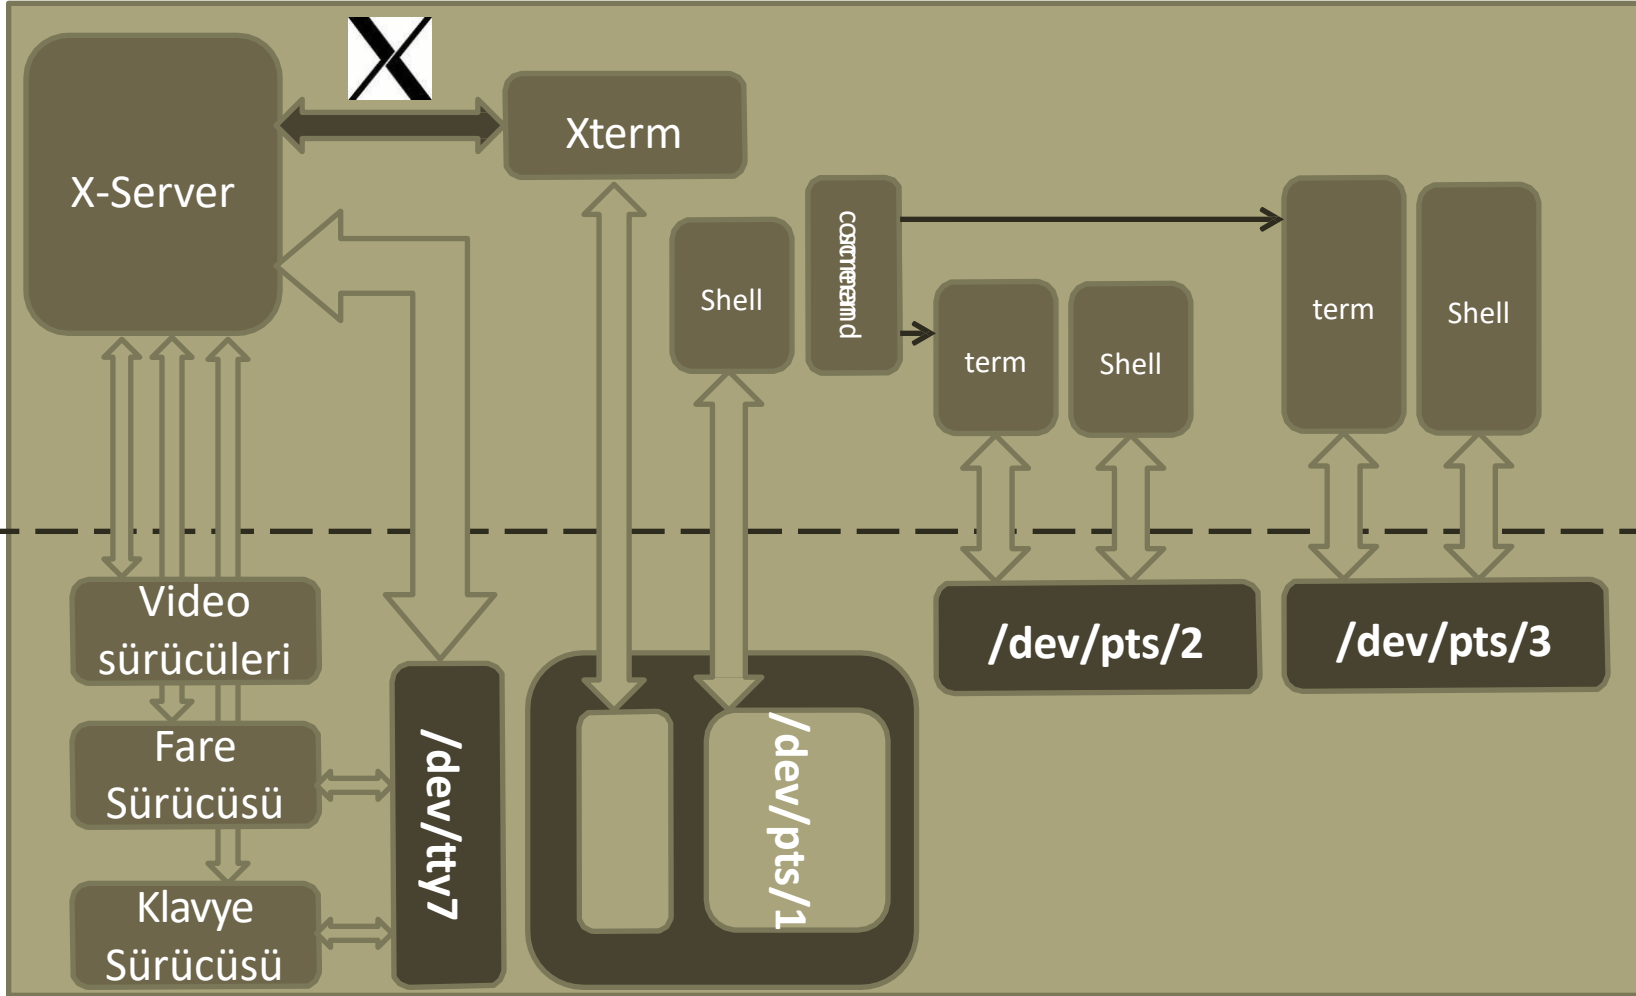 X-Server
Xterm
Shell
term
Shell
term
Shell
Video
sürücüleri
Fare
Sürücüsü
Klavye
Sürücüsü
/dev/tty7
/dev/pts/1
/dev/pts/2
/dev/pts/3